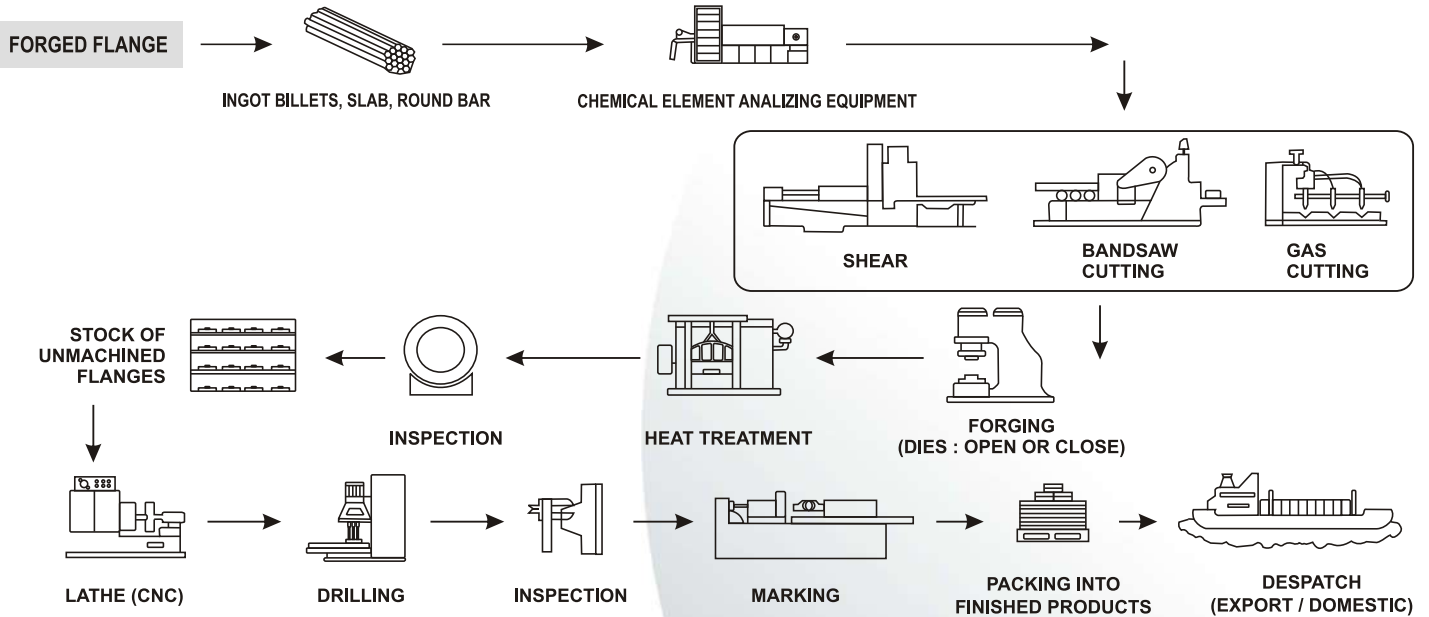 FORGED FLANGE
INGOT BILLETS, SLAB, ROUND BAR
CHEMICAL ELEMENT ANALIZING EQUIPMENT
SHEAR
BANDSAW
CUTTING
GAS
CUTTING
FORGING
(DIES : OPEN OR CLOSE)
HEAT TREATMENT
INSPECTION
STOCK OF
UNMACHINED
FLANGES
LATHE (CNC)
DRILLING
INSPECTION
MARKING
PACKING INTO
FINISHED PRODUCTS
DESPATCH
(EXPORT / DOMESTIC)